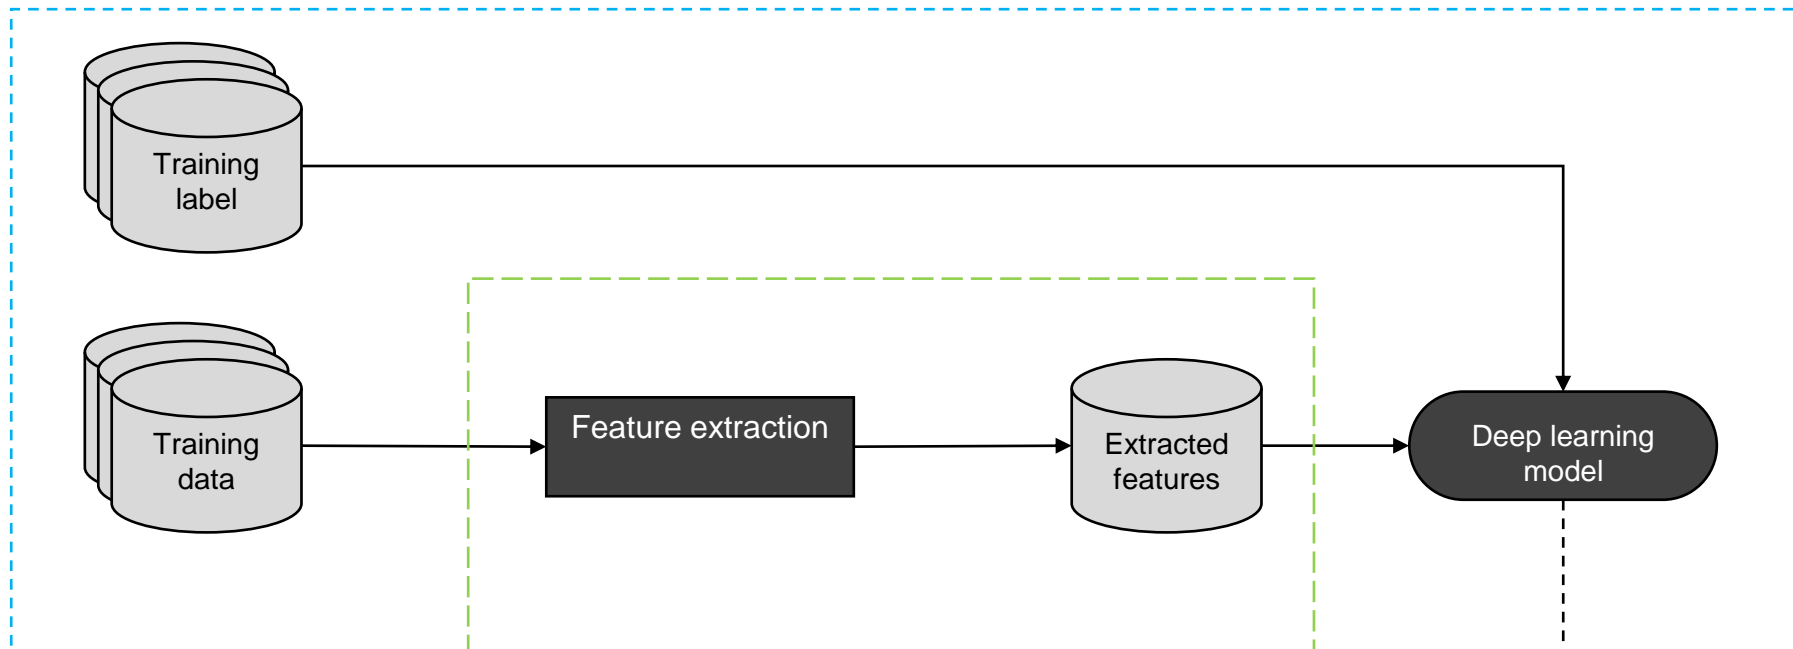 Training
label
Training
data
Feature extraction
Extracted
features
Deep learning
model